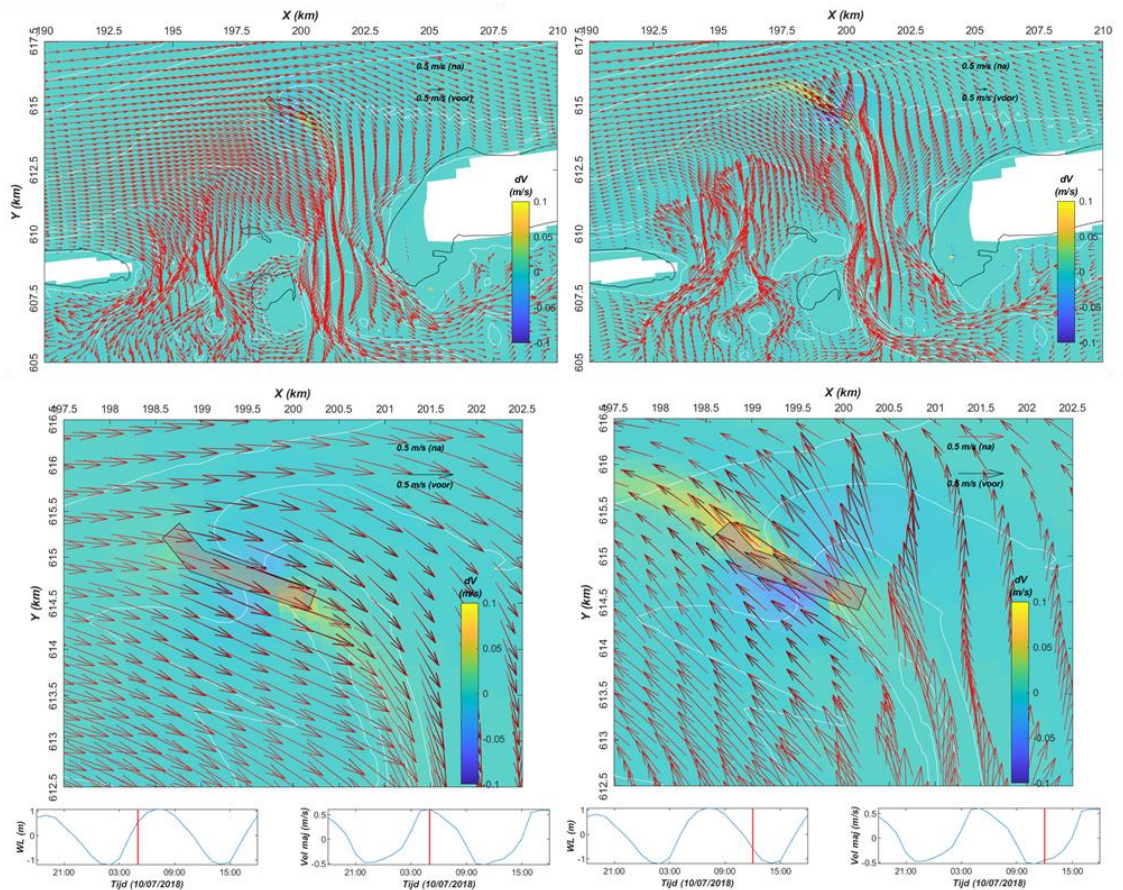 X (km)
190 192.5 195 197.5 200 202.5 205 207.5 210
617.5
615
612.5
610
607.5
605
Y (km)
0.5 m/s (na)
0.5 m/s (voor)
dV
(m/s)
0.1
0.05
0
-0.05
-0.1
X (km)
190 192.5 195 197.5 200 202.5 205 207.5 210
617.5
615
612.5
610
607.5
605
0.5 m/s (na)
0.5 m/s (voor)
dV
(m/s)
0.1
0.05
0
-0.05
-0.1
X (km)
197.5 198 198.5 199 199.5 200 200.5 201 201.5 202.5
616.5
616
615.5
615
614.5
614
613.5
613
612.5
Y (km)
0.5 m/s (na)
0.5 m/s (voor)
dV
(m/s)
0.1
0.05
0
-0.05
-0.1
X (km)
197.5 198 198.5 199 199.5 200 200.5 201 201.5 202.5
616.5
616
615.5
615
614.5
614
613.5
613
612.5
Y (km)
0.5 m/s (na)
0.5 m/s (voor)
dV
(m/s)
0.1
0.05
0
-0.05
-0.1
WL (m)
1
0
-1
21:00 03:00 09:00 15:00
Tijd (10/07/2018)
Vel maj (m/s)
0.5
0
-0.5
21:00 03:00 09:00 15:00
Tijd (10/07/2018)
WL (m)
1
0
-1
21:00 03:00 09:00 15:00
Tijd (10/07/2018)
Vel maj (m/s)
0.5
0
-0.5
21:00 03:00 09:00 15:00
Tijd (10/07/2018)